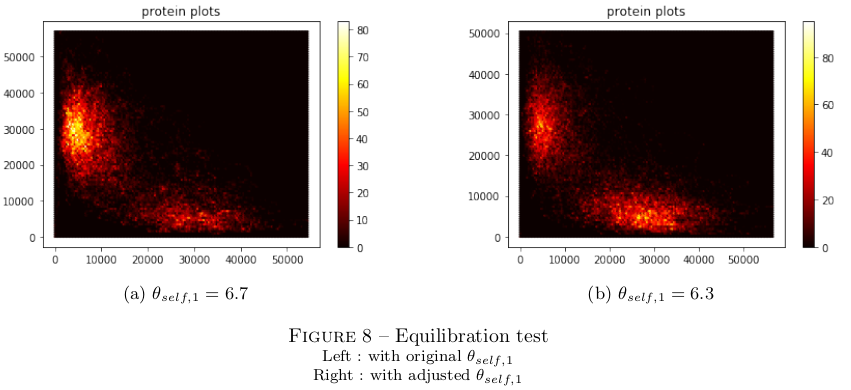 protein plots
50000
40000
30000
20000
10000
0
0 10000 20000 30000 40000 50000
80
70
60
50
40
30
20
10
0
(a) θself,1 = 6.7
protein plots
50000
40000
30000
20000
10000
0
0 10000 20000 30000 40000 50000
80
60
40
20
0
(b) θself,1 = 6.3
FIGURE 8 – Equilibration test
Left : with original θself,1
Right : with adjusted θself,1